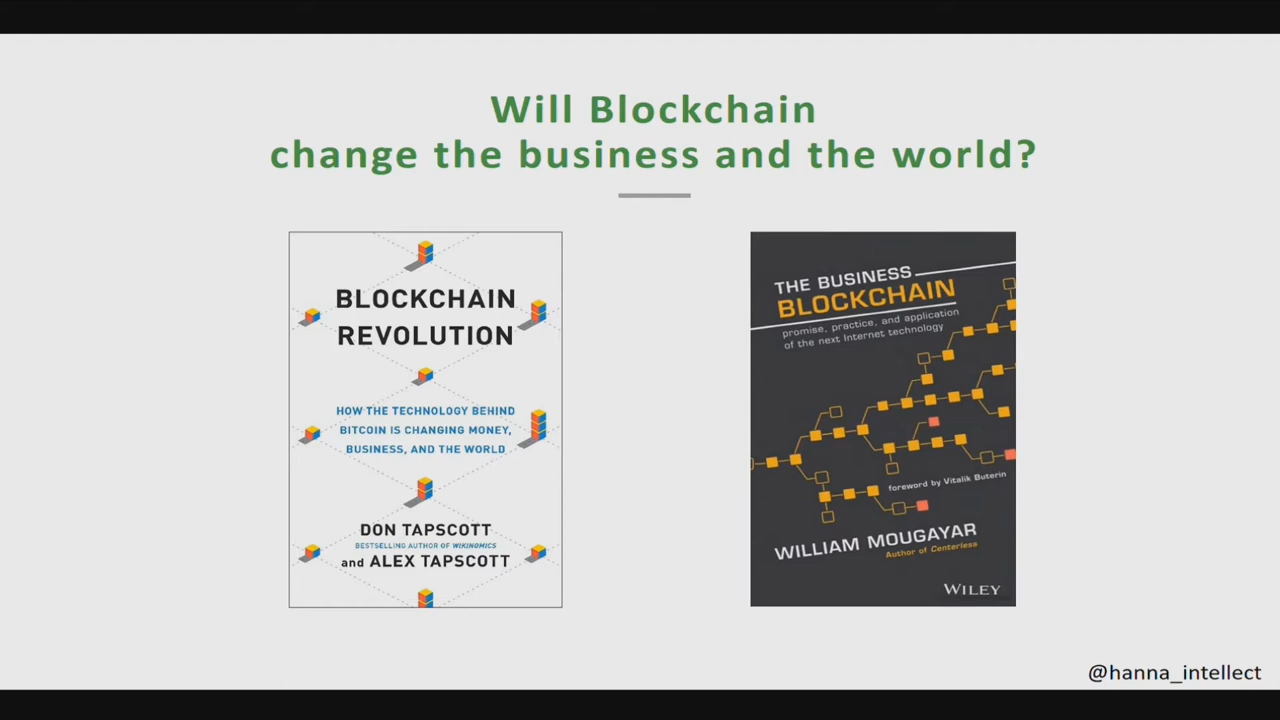 Will Blockchain
change the business and the world?
BLOCKCHAIN
REVOLUTION
HOW THE TECHNOLOGY BEHIND
BITCOIN IS CHANGING MONEY,
BUSINESS, AND THE WORLD
DON TAPSCOTT
BESTSELLING AUTHOR OF WIKINOMICS
and ALEX TAPSCOTT
THE BUSINESS
BLOCKCHAIN
promise, practice, and application
of the next Internet technology
foreword by Vitalik Buterin
WILLIAM MOUGAYAR
Author of Centerless
WILEY
@hanna_intellect